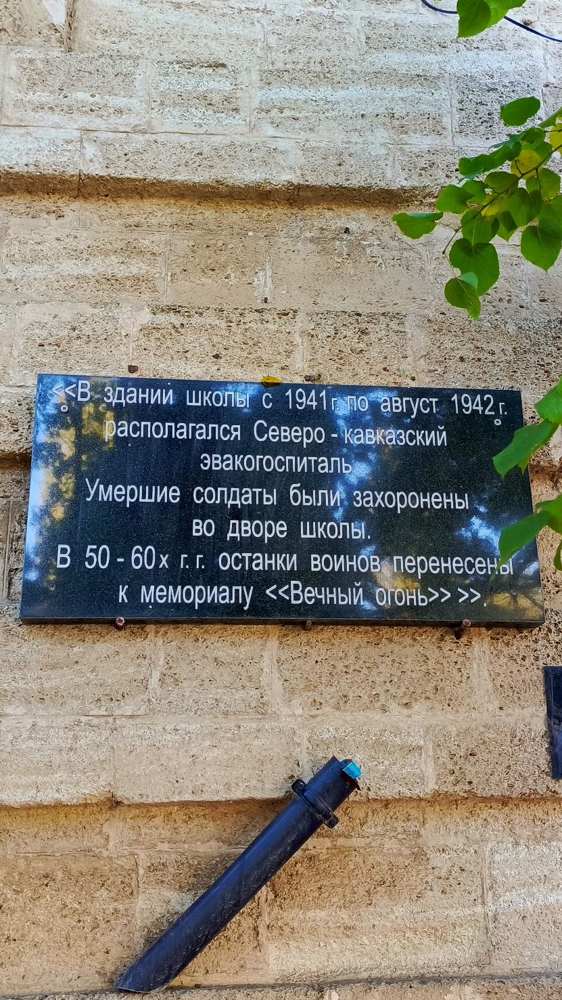 <<В здании школы с 1941г. по август 1942г.
располагался Северо - кавказский
эвакогоспиталь
Умершие солдаты были захоронены
во дворе школы.
В 50 - 60х г.г. останки воинов перенесены
к мемориалу <<Вечный огонь>> >>.